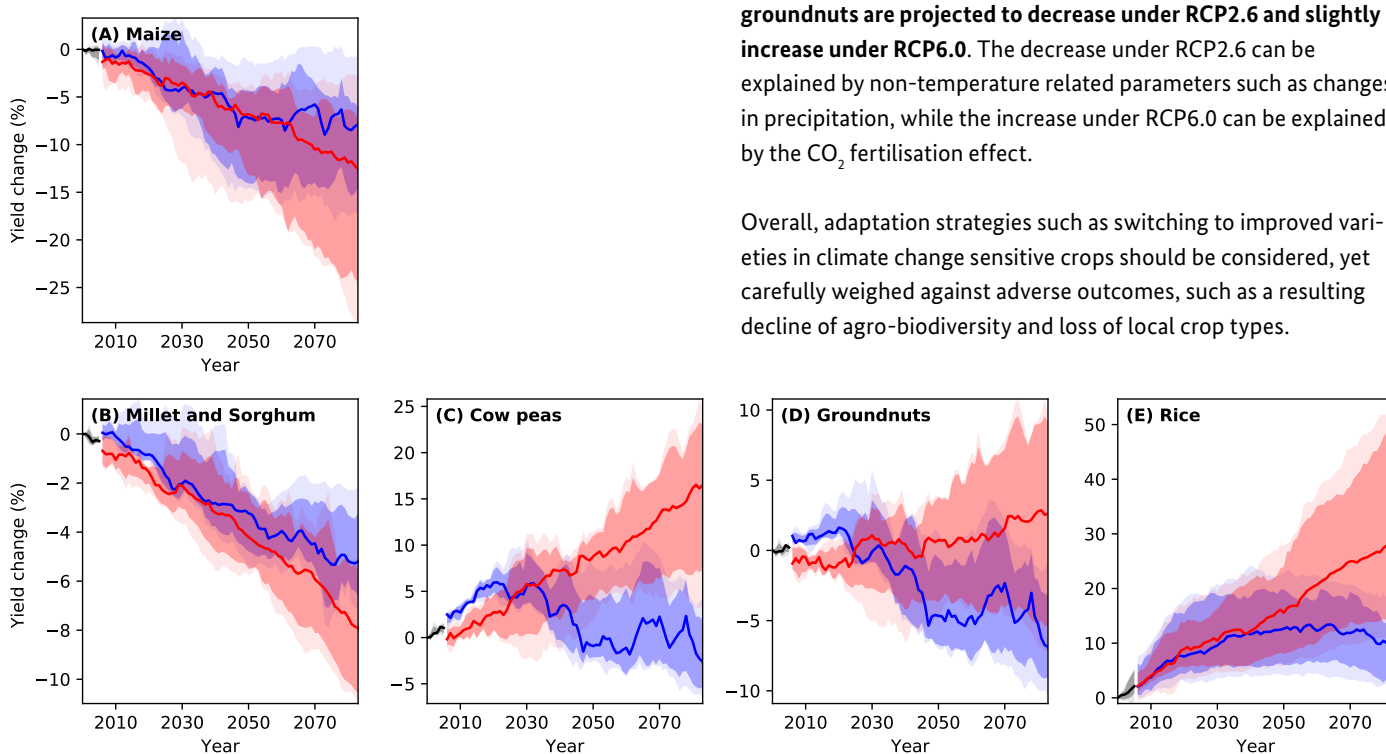 groundnuts are projected to decrease under RCP2.6 and slightly
increase under RCP6.0. The decrease under RCP2.6 can be
explained by non-temperature related parameters such as changes
in precipitation, while the increase under RCP6.0 can be explained
by the CO₂ fertilisation effect.
Overall, adaptation strategies such as switching to improved vari-
eties in climate change sensitive crops should be considered, yet
carefully weighed against adverse outcomes, such as a resulting
decline of agro-biodiversity and loss of local crop types.
(A) Maize
Yield change (%)
0
−5
−10
−15
−20
−25
2010 2030 2050 2070
Year
(B) Millet and Sorghum
Yield change (%)
0
−2
−4
−6
−8
−10
2010 2030 2050 2070
Year
(C) Cow peas
25
20
15
10
5
0
−5
2010 2030 2050 2070
Year
(D) Groundnuts
10
5
0
−5
−10
2010 2030 2050 2070
Year
(E) Rice
50
40
30
20
10
0
2010 2030 2050 2070
Year